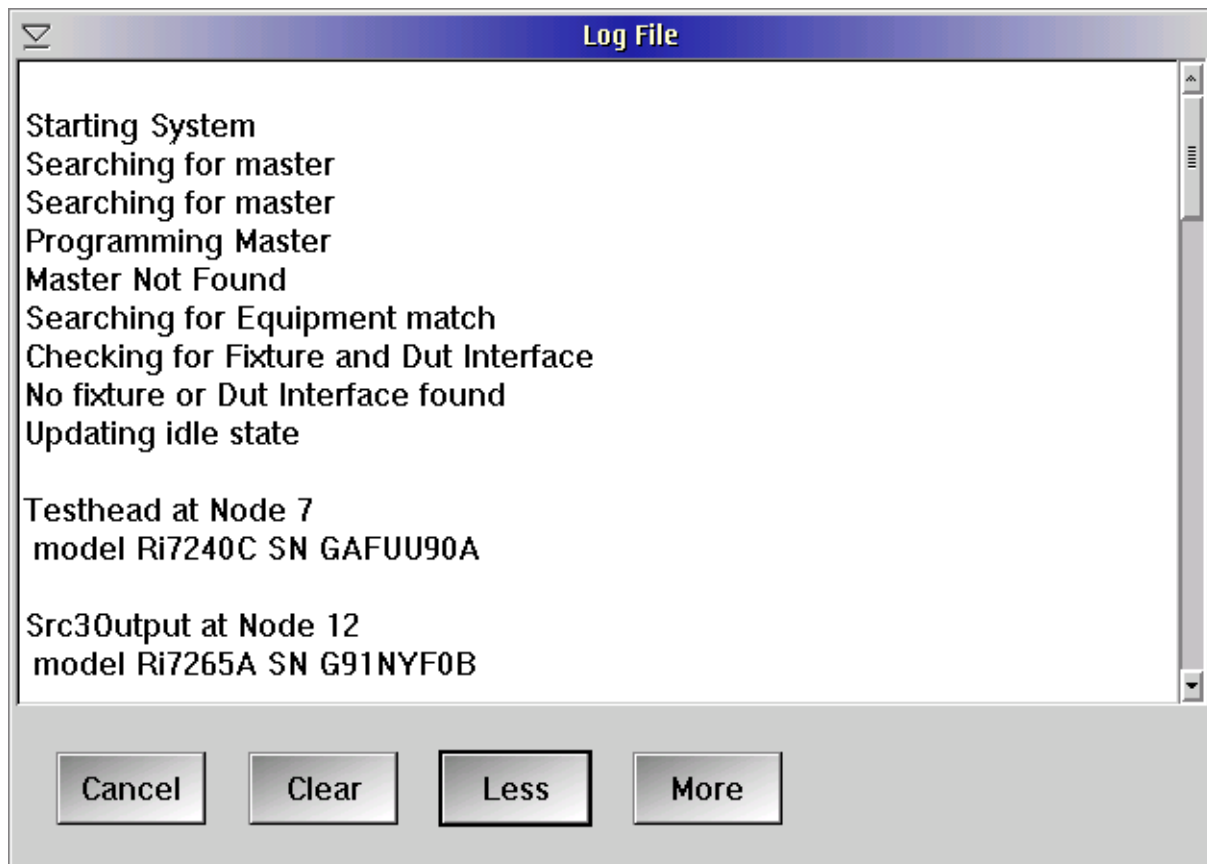 Log File
Starting System
Searching for master
Searching for master
Programming Master
Master Not Found
Searching for Equipment match
Checking for Fixture and Dut Interface
No fixture or Dut Interface found
Updating idle state
Testhead at Node 7
model Ri7240C SN GAFUU90A
Src3Output at Node 12
model Ri7265A SN G91NYF0B
Cancel Clear Less More